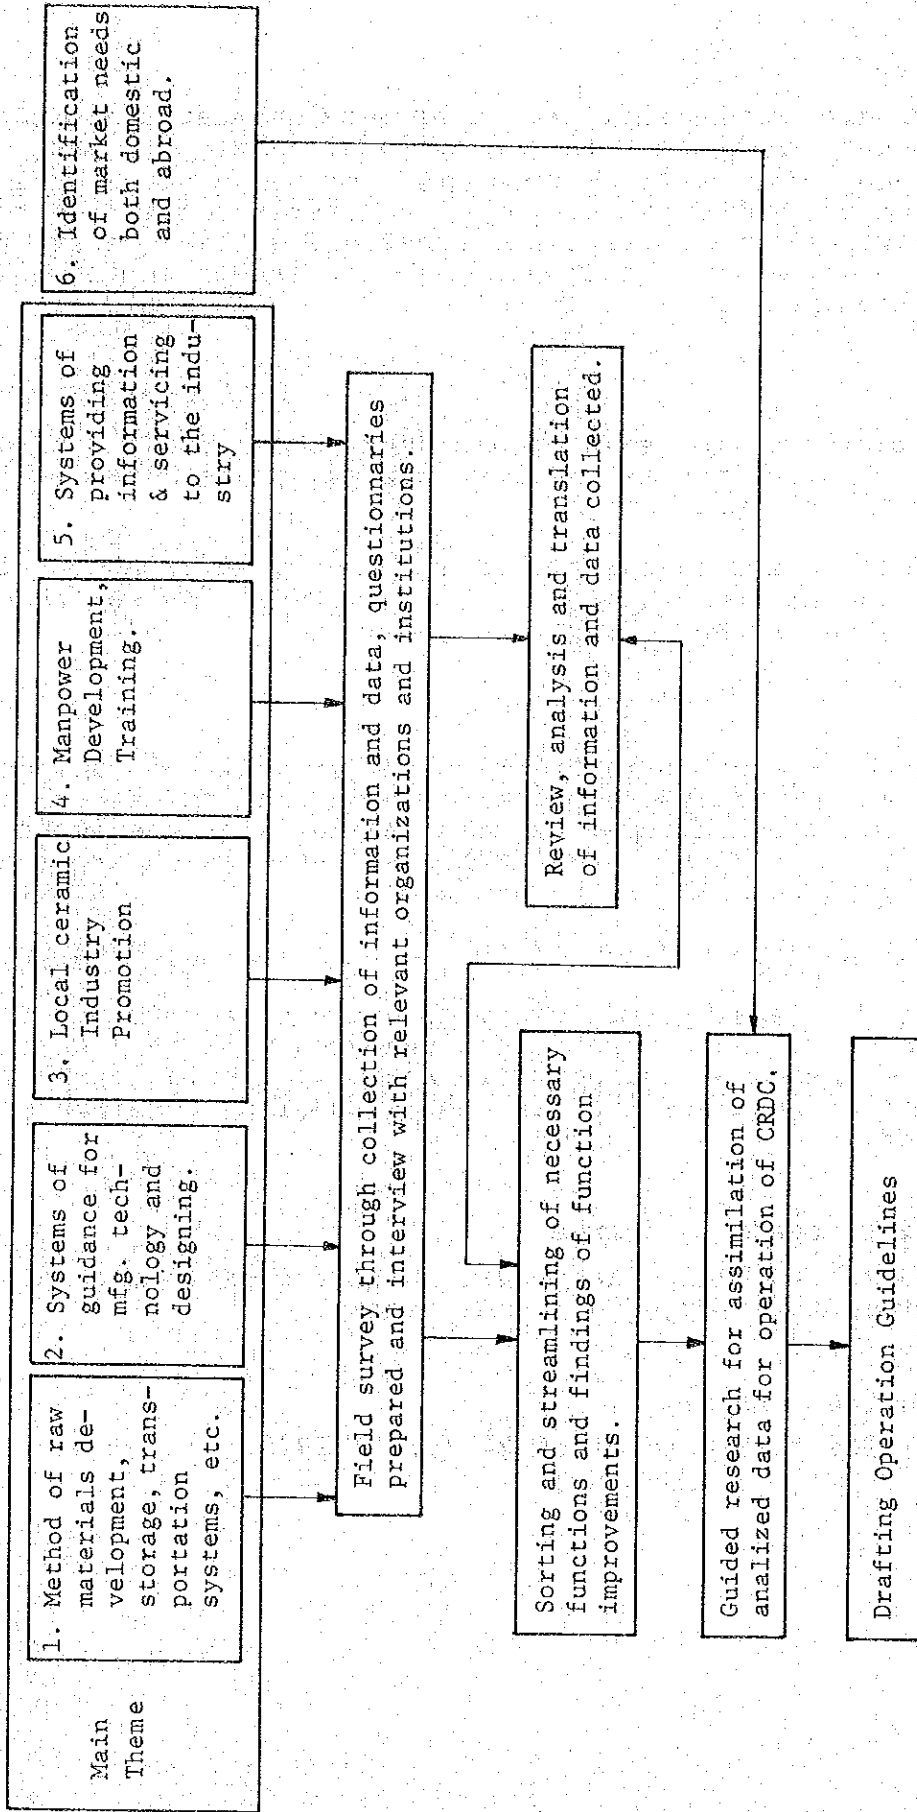 Main
Theme
1. Method of raw
materials de-
velopment,
storage, trans-
portation
systems, etc.
2. Systems of
guidance for
mfg. tech-
nology and
designing.
3. Local ceramic
Industry
Promotion
4. Manpower
Development,
Training.
5. Systems of
providing
information
& servicing
to the indu-
stry
6. Identification
of market needs
both domestic
and abroad.
Field survey through collection of information and data, questionnaries
prepared and interview with relevant organizations and institutions.
Sorting and streamlining of necessary
functions and findings of function
improvements.
Review, analysis and translation
of information and data collected.
Guided research for assimilation of
analized data for operation of CRDC.
Drafting Operation Guidelines